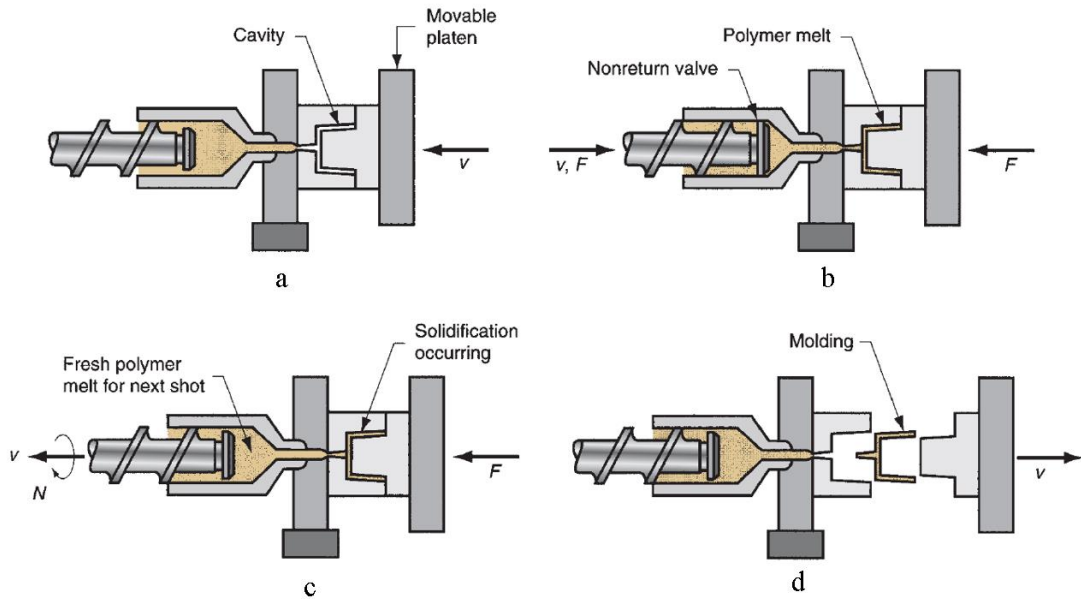 Movable
platen
Cavity
v
a
Polymer melt
Nonreturn valve
v, F
F
b
Solidification
occurring
Fresh polymer
melt for next shot
v
N
F
c
Molding
v
d